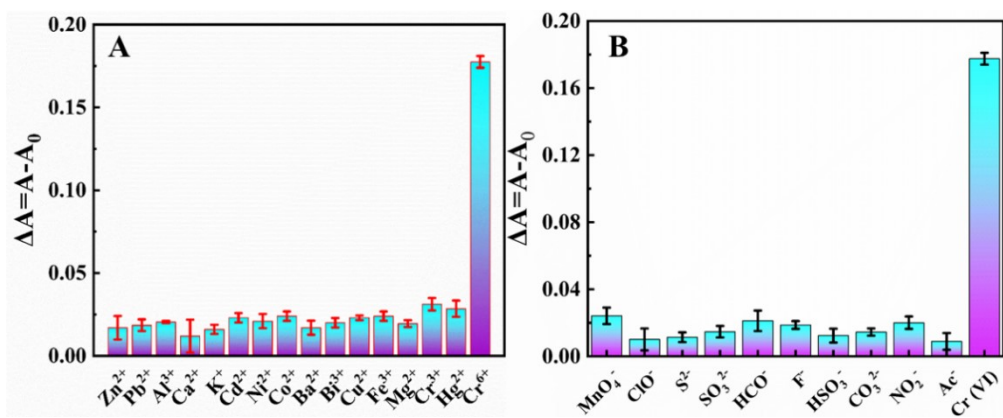 A
ΔA=A-A₀
0.20
0.15
0.10
0.05
0.00
Zn²⁺ Pb²⁺ Al³⁺ Ca²⁺ K⁺ Cd²⁺ Ni²⁺ Co²⁺ Ba²⁺ Bi³⁺ Cu²⁺ Fe³⁺ Mg²⁺ Cr³⁺ Hg²⁺ Cr⁶⁺
B
ΔA=A-A₀
0.20
0.16
0.12
0.08
0.04
0.00
MnO₄⁻ ClO⁻ S²⁻ SO₃²⁻ HCO⁻ F⁻ HSO₃⁻ CO₃²⁻ NO₂⁻ Ac⁻ Cr (VI)